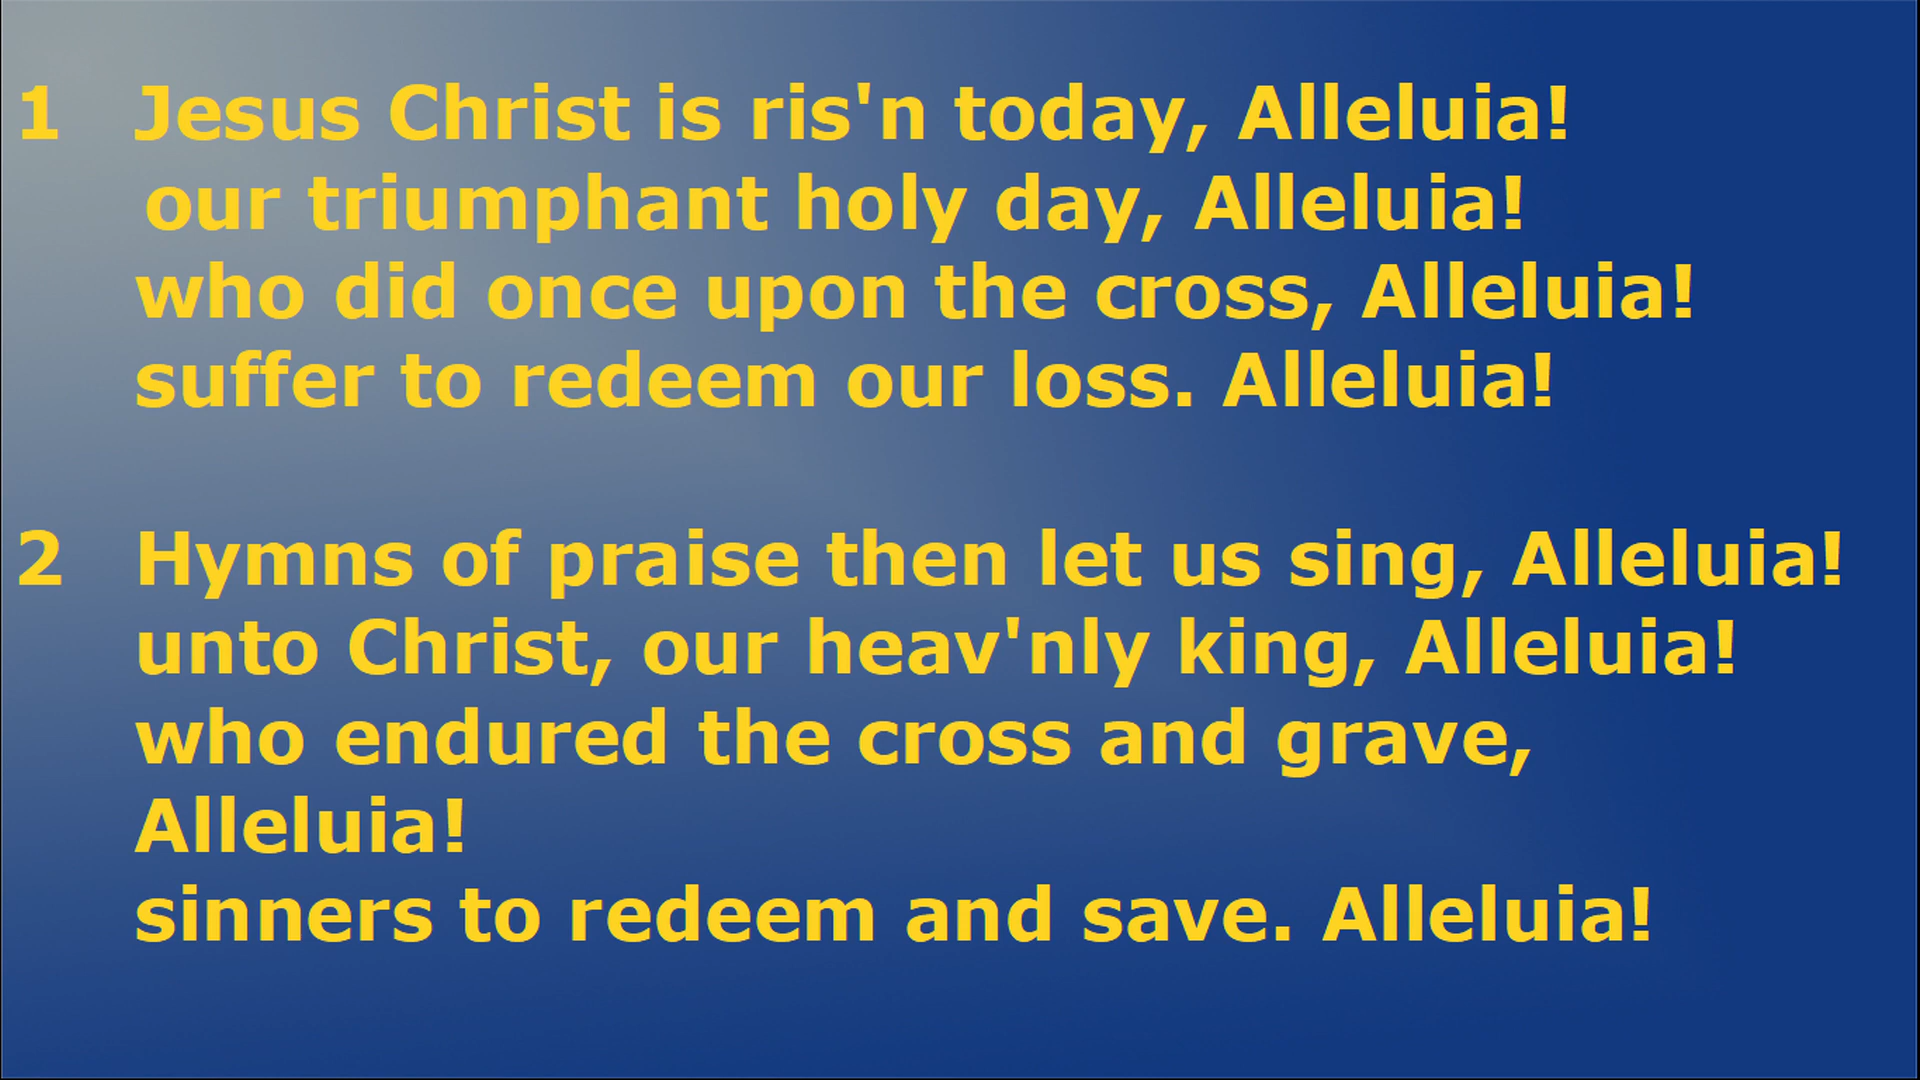 1 Jesus Christ is ris'n today, Alleluia!
our triumphant holy day, Alleluia!
who did once upon the cross, Alleluia!
suffer to redeem our loss. Alleluia!
2 Hymns of praise then let us sing, Alleluia!
unto Christ, our heav'nly king, Alleluia!
who endured the cross and grave,
Alleluia!
sinners to redeem and save. Alleluia!